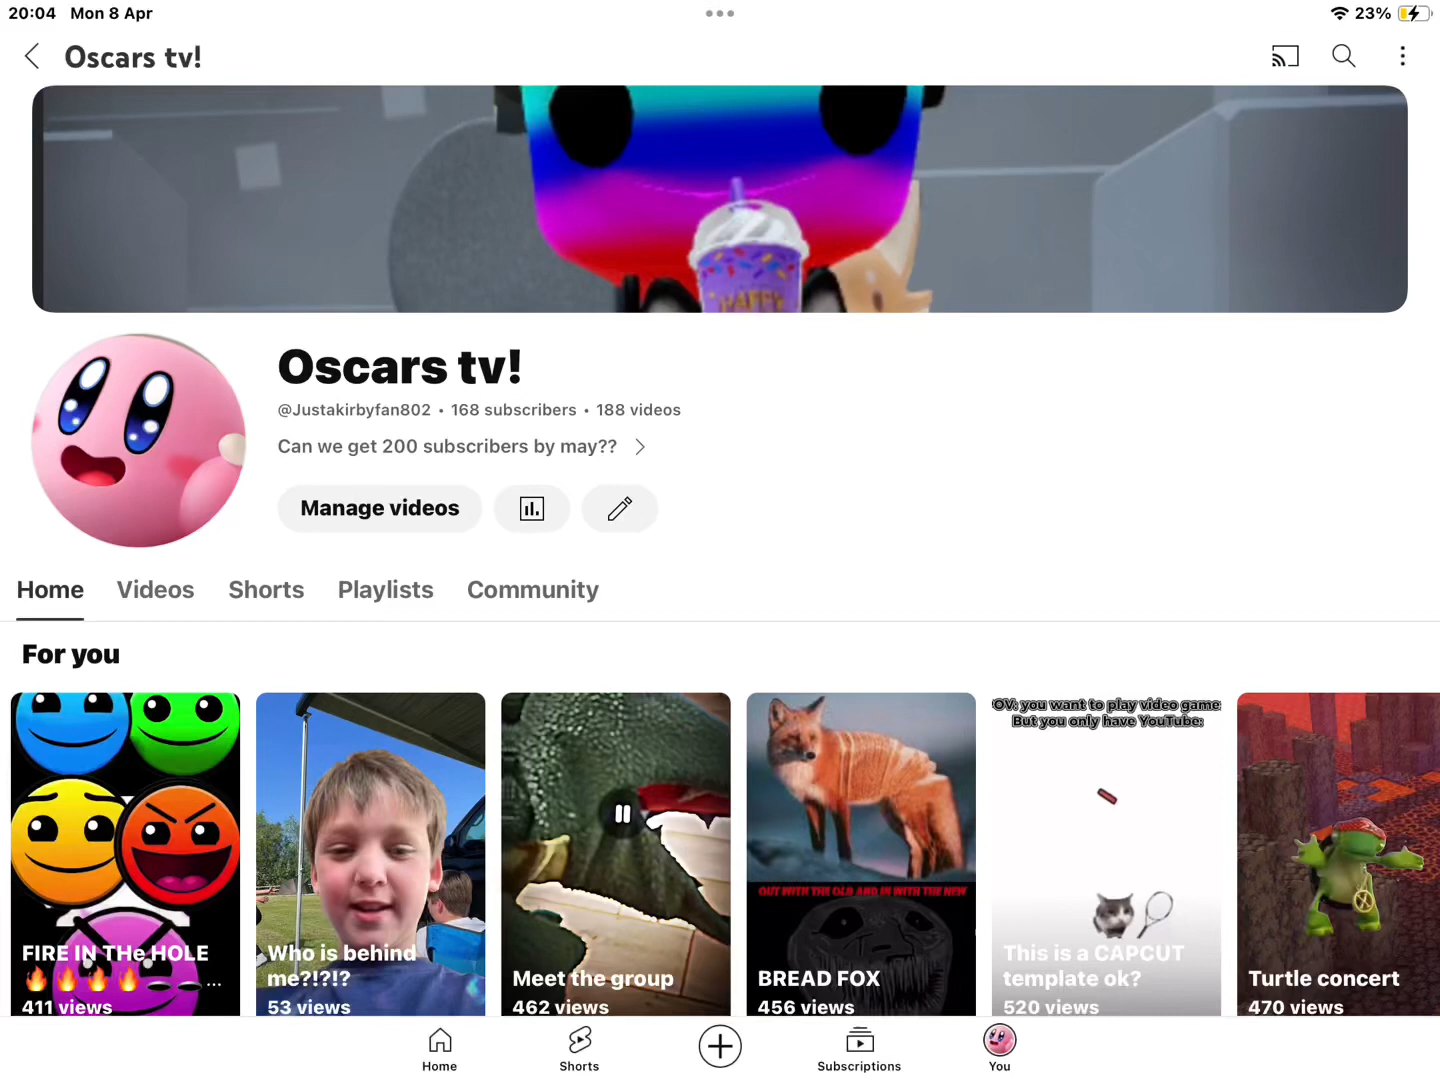 20:04 Mon 8 Apr
23%
Oscars tv!
HAPPY
Oscars tv!
@Justakirbyfan802 • 168 subscribers • 188 videos
Can we get 200 subscribers by may??
Manage videos
Home Videos Shorts Playlists Community
For you
FIRE IN THe HOLE
🔥🔥🔥🔥 ...
411 views
Who is behind
me?!?!?
53 views
Meet the group
462 views
OUT WITH THE OLD AND IN WITH THE NEW
BREAD FOX
456 views
OV: you want to play video game
But you only have YouTube:
This is a CAPCUT
template ok?
520 views
Turtle concert
470 views
Home
Shorts
Subscriptions
You